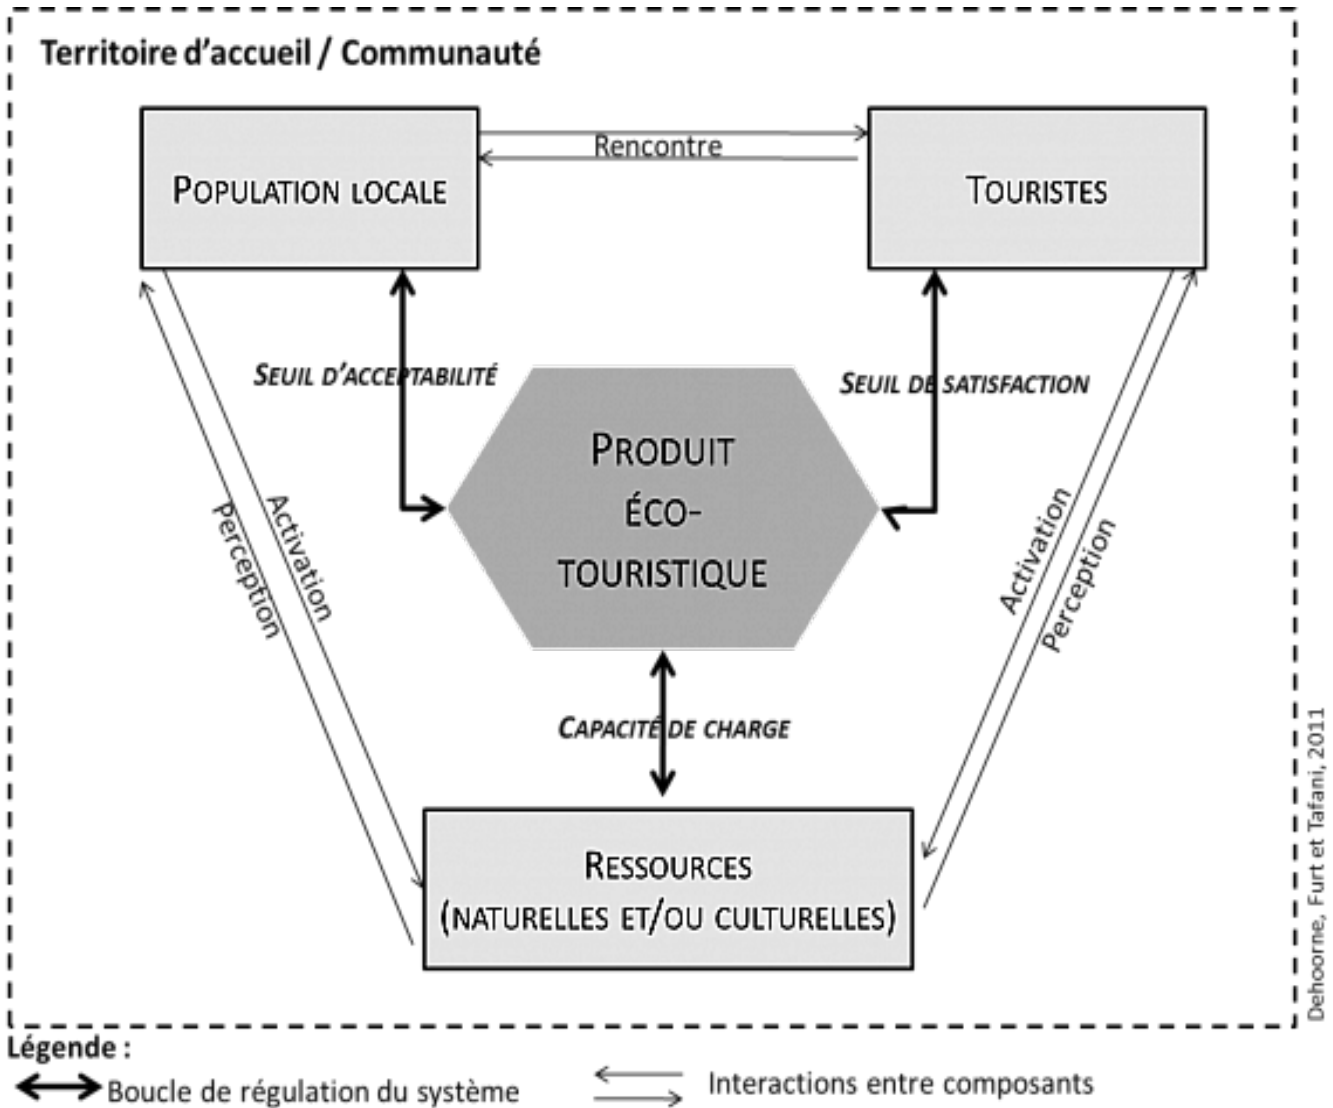 Territoire d'accueil / Communauté
Rencontre
POPULATION LOCALE
TOURISTES
SEUIL D'ACCEPTABILITÉ
SEUIL DE SATISFACTION
PRODUIT
ÉCO-
TOURISTIQUE
Activation
Perception
Activation
Perception
CAPACITÉ DE CHARGE
RESSOURCES
(NATURELLES ET/OU CULTURELLES)
Dehoorne, Furt et Tafani, 2011
Légende :
Boucle de régulation du système
Interactions entre composants